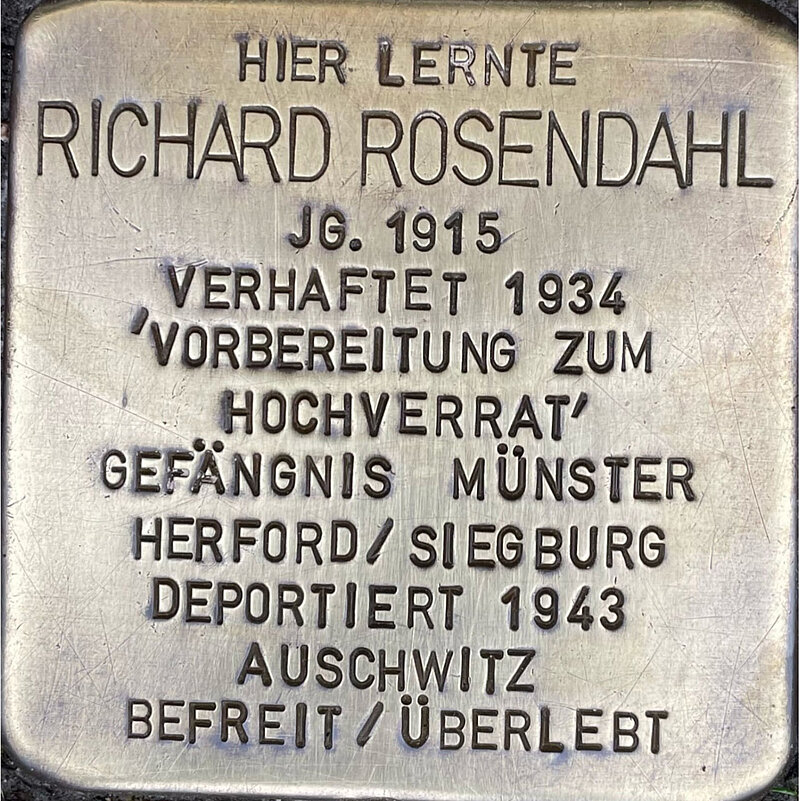 HIER LERNTE
RICHARD ROSENDAHL
JG. 1915
VERHAFTET 1934
'VORBEREITUNG ZUM
HOCHVERRAT'
GEFÄNGNIS MÜNSTER
HERFORD/SIEGBURG
DEPORTIERT 1943
AUSCHWITZ
BEFREIT/ÜBERLEBT